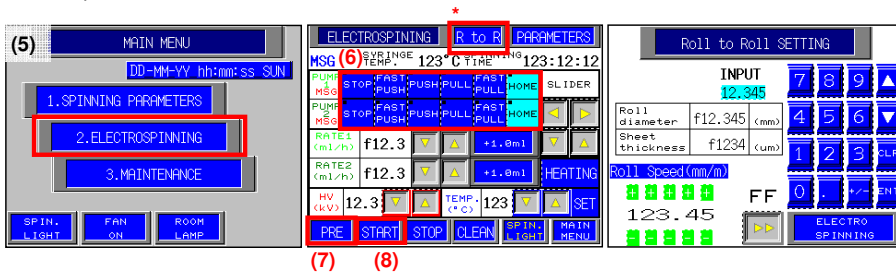 *
(5)
MAIN MENU
DD-MM-YY hh:mm:ss SUN
1.SPINNING PARAMETERS
2.ELECTROSPINNING
3.MAINTENANCE
SPIN. LIGHT
FAN ON
ROOM LAMP
ELECTROSPINING R to R PARAMETERS
MSG (6) SYRINGE TEMP. 123°C SPINNING TIME 123:12:12
PUMP 1 MSG STOP FAST PUSH PUSH PULL FAST PULL HOME SLIDER
PUMP 2 MSG STOP FAST PUSH PUSH PULL FAST PULL HOME
RATE1 (ml/h) f12.3 +1.0ml
RATE2 (ml/h) f12.3 +1.0ml HEATING
HV (kV) 12.3 TEMP. (°C) 123 SET
PRE START STOP CLEAN SPIN. LIGHT MAIN MENU
(7) (8)
Roll to Roll SETTING
INPUT
12.345
7 8 9
Roll diameter f12.345 (mm)
4 5 6
Sheet thickness f1234 (um)
1 2 3 CLR
Roll Speed(mm/m)
0 . +/- ENT
FF
123.45
ELECTRO SPINNING